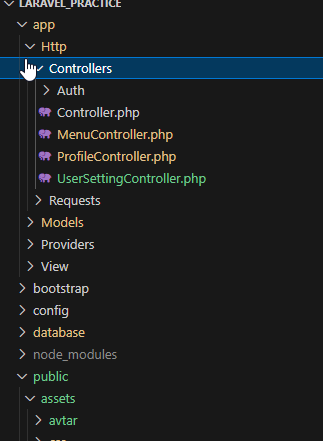 LARAVEL_PRACTICE
app
Http
Controllers
Auth
Controller.php
MenuController.php
ProfileController.php
UserSettingController.php
Requests
Models
Providers
View
bootstrap
config
database
node_modules
public
assets
avtar